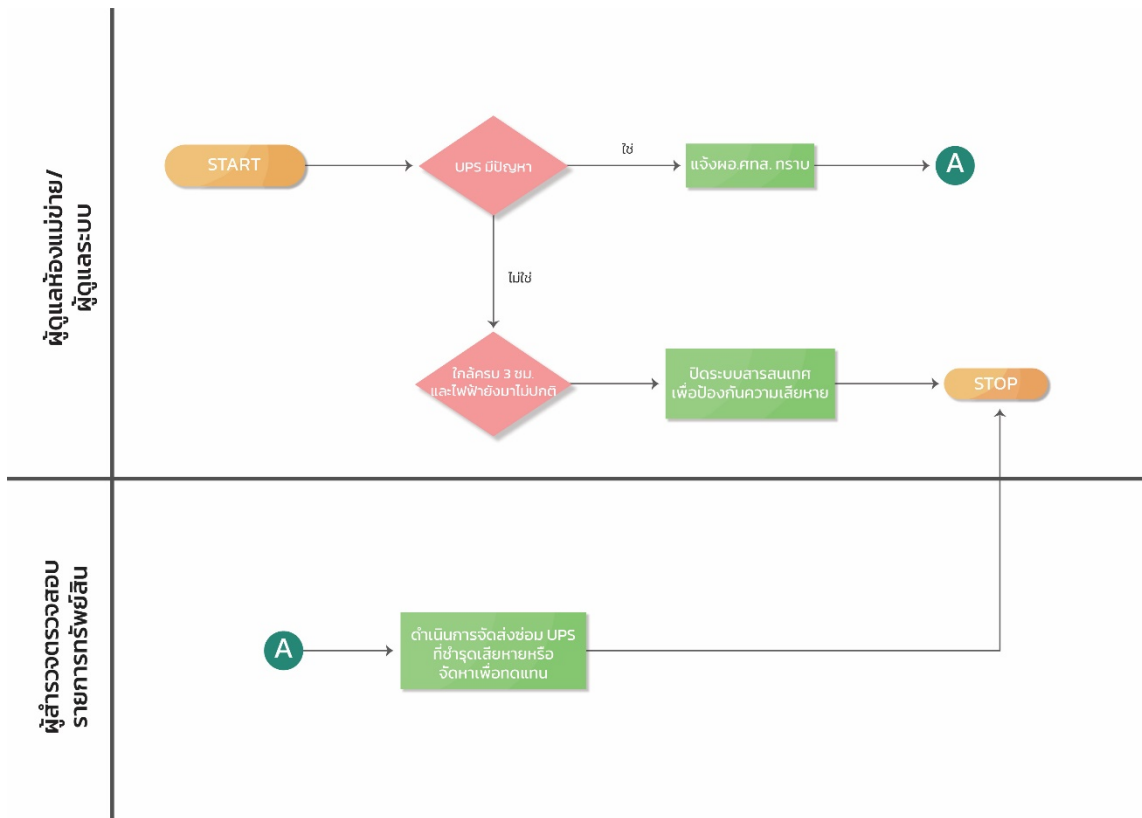 ผู้ดูแลห้องแม่ข่าย/
ผู้ดูแลระบบ
START
UPS มีปัญหา
ใช่
แจ้งผอ.ศทส. ทราบ
A
ไม่ใช่
ใกล้ครบ 3 ชม.
และไฟฟ้ายังมาไม่ปกติ
ปิดระบบสารสนเทศ
เพื่อป้องกันความเสียหาย
STOP
ผู้สำรวจตรวจสอบ
รายการทรัพย์สิน
A
ดำเนินการจัดส่งซ่อม UPS
ที่ชำรุดเสียหายหรือ
จัดหาเพื่อทดแทน